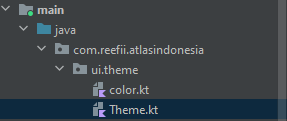 main
java
com.reefii.atlasindonesia
ui.theme
color.kt
Theme.kt